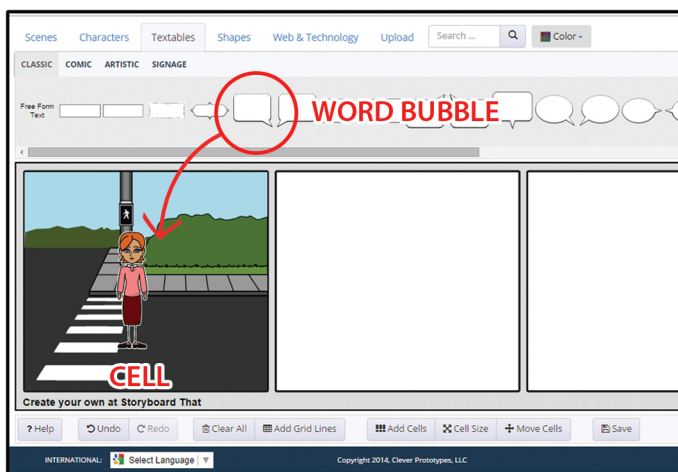 Scenes Characters Textables Shapes Web & Technology Upload Search ... Color
CLASSIC COMIC ARTISTIC SIGNAGE
Free Form
Text
WORD BUBBLE
CELL
Create your own at Storyboard That
? Help Undo Redo Clear All Add Grid Lines Add Cells Cell Size Move Cells Save
INTERNATIONAL: Select Language Copyright 2014, Clever Prototypes, LLC